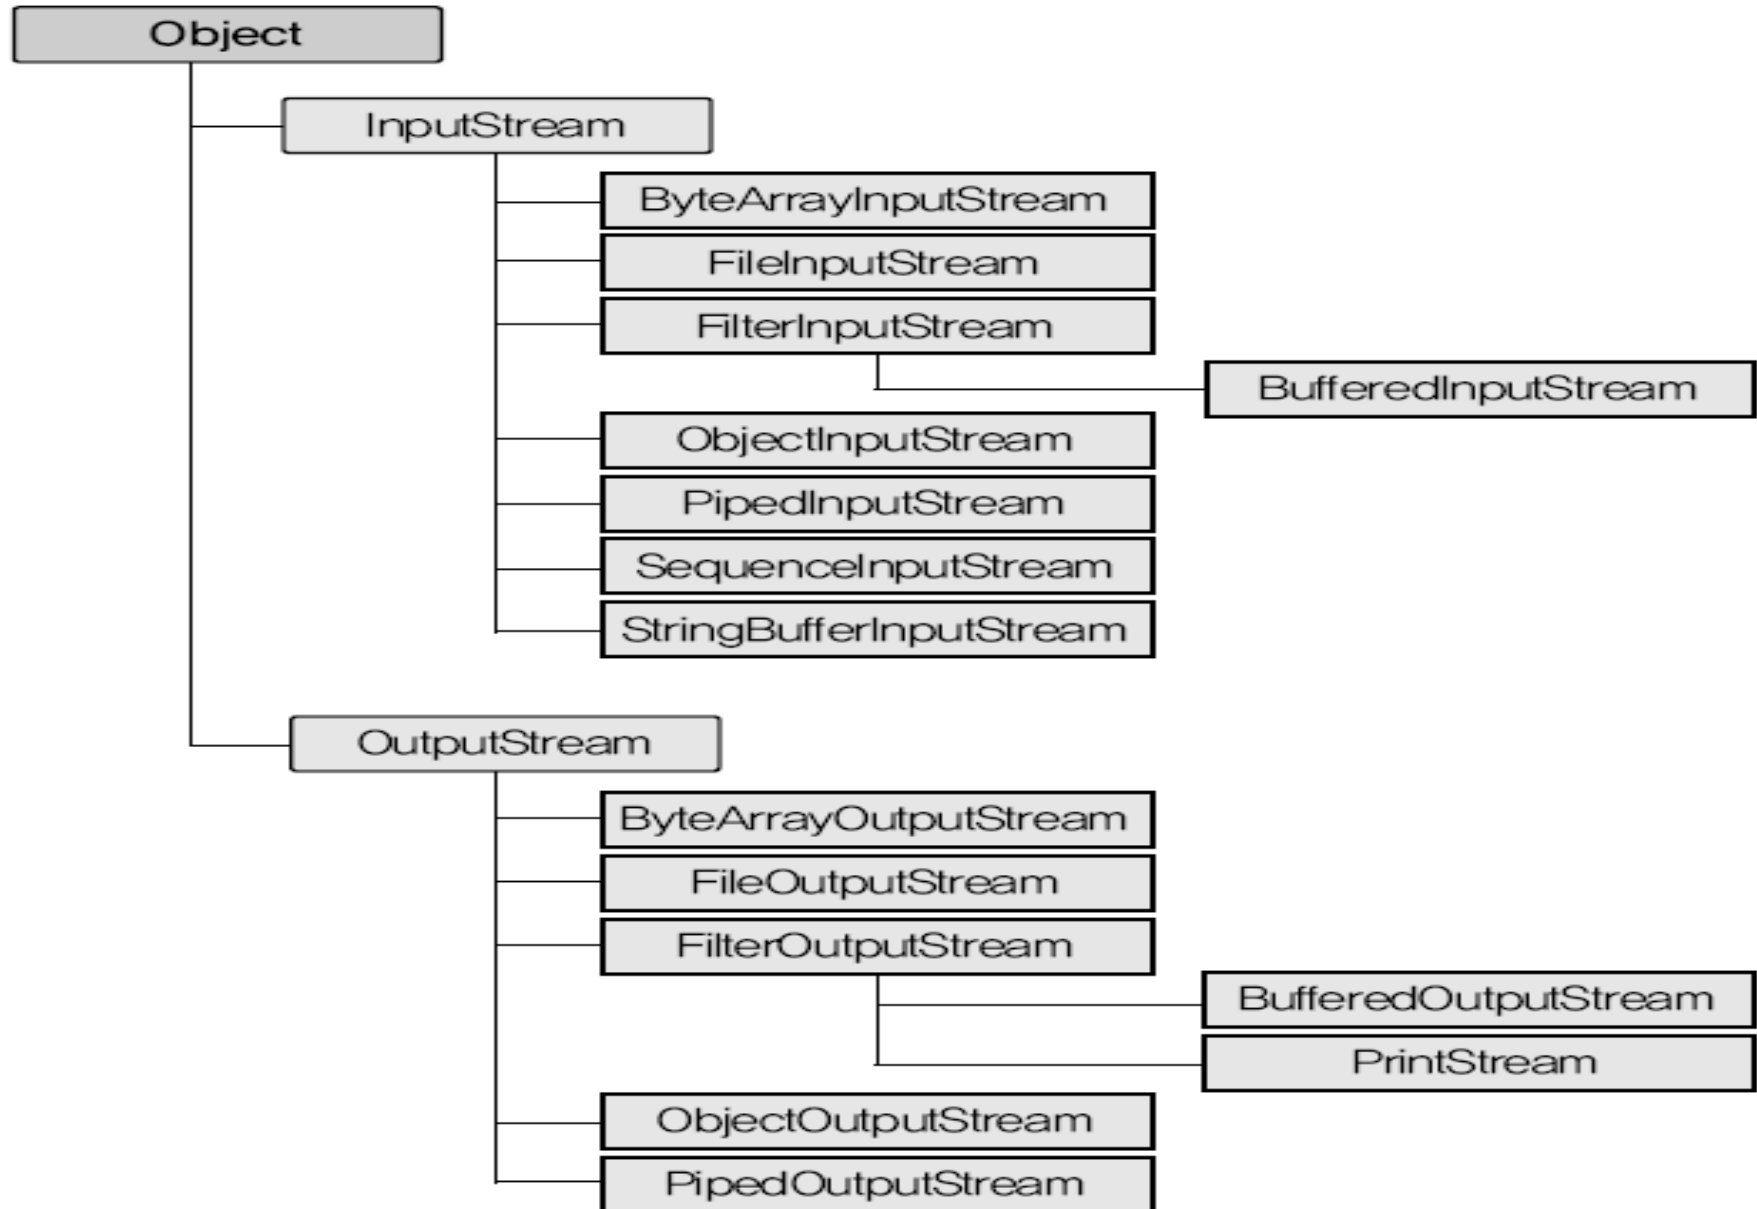 Object
InputStream
ByteArrayInputStream
FileInputStream
FilterInputStream
BufferedInputStream
ObjectInputStream
PipedInputStream
SequenceInputStream
StringBufferInputStream
OutputStream
ByteArrayOutputStream
FileOutputStream
FilterOutputStream
BufferedOutputStream
PrintStream
ObjectOutputStream
PipedOutputStream